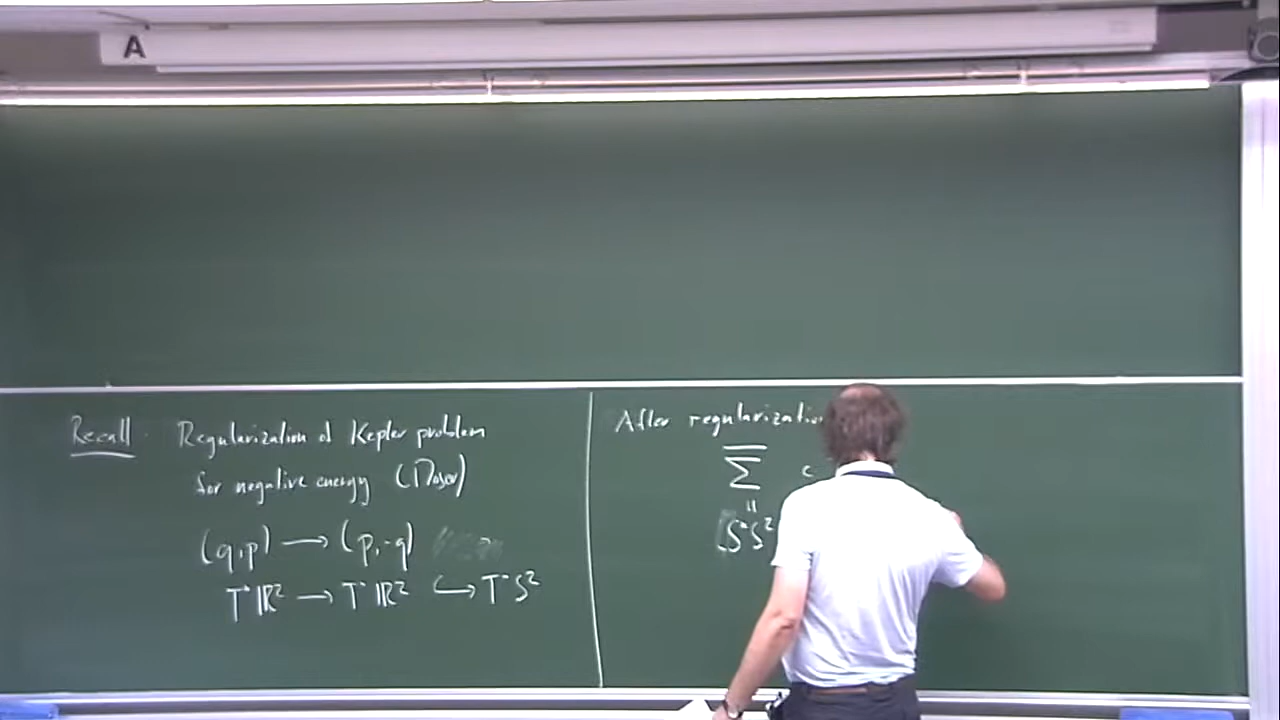 A
Recall Regularization of Kepler problem
for negative energy (Moser)
(q,p) → (p,-q)
T*ℝ² → T*ℝ² ↪ T*S²
After regularization
Σ̄ c
||
S*S²